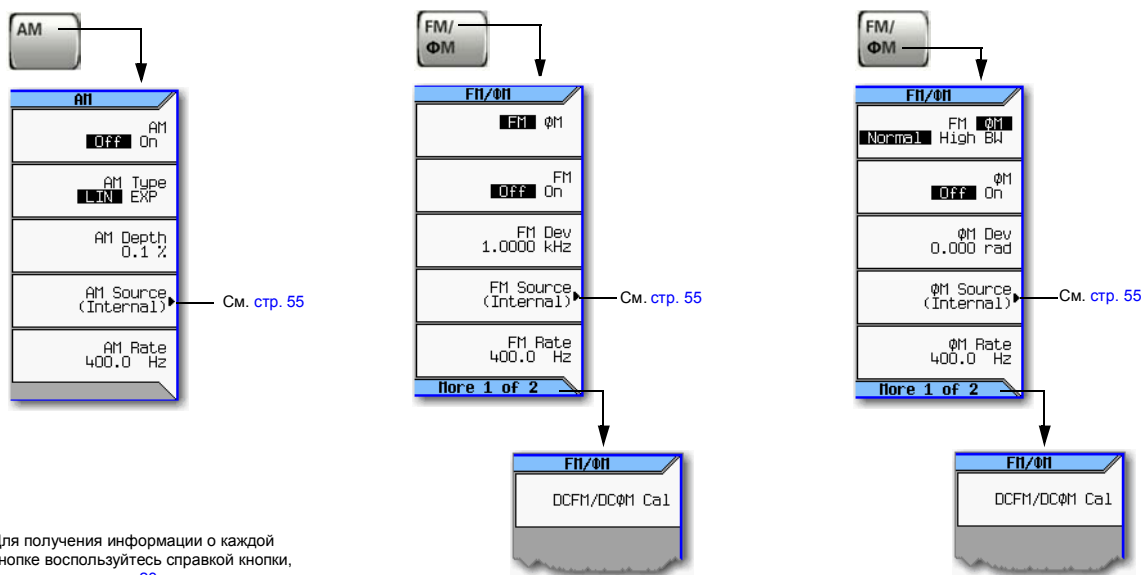 AM
AM
AM
Off On
AM Type
LIN EXP
AM Depth
0.1 %
AM Source
(Internal)
См. стр. 55
AM Rate
400.0 Hz
FM/
ΦM
FM/ΦM
FM ΦM
FM
Off On
FM Dev
1.0000 kHz
FM Source
(Internal)
См. стр. 55
FM Rate
400.0 Hz
More 1 of 2
FM/ΦM
DCFM/DCΦM Cal
FM/
ΦM
FM/ΦM
FM ΦM
Normal High BW
ΦM
Off On
ΦM Dev
0.000 rad
ΦM Source
(Internal)
См. стр. 55
ΦM Rate
400.0 Hz
More 1 of 2
FM/ΦM
DCFM/DCΦM Cal
Для получения информации о каждой
нопке воспользуйтесь справкой кнопки,